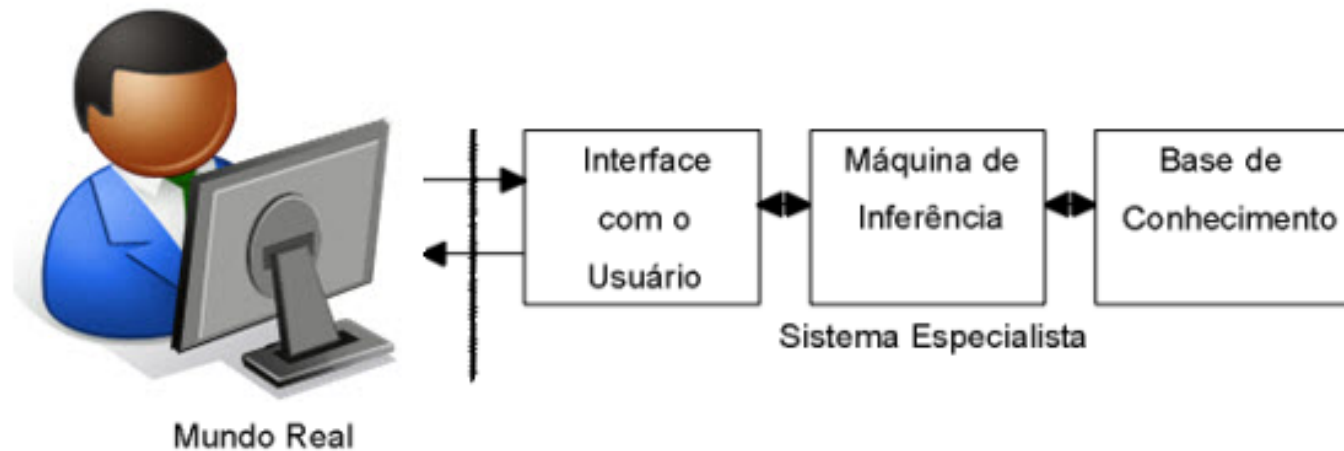 Interface
com o
Usuário
Máquina de
Inferência
Base de
Conhecimento
Sistema Especialista
Mundo Real